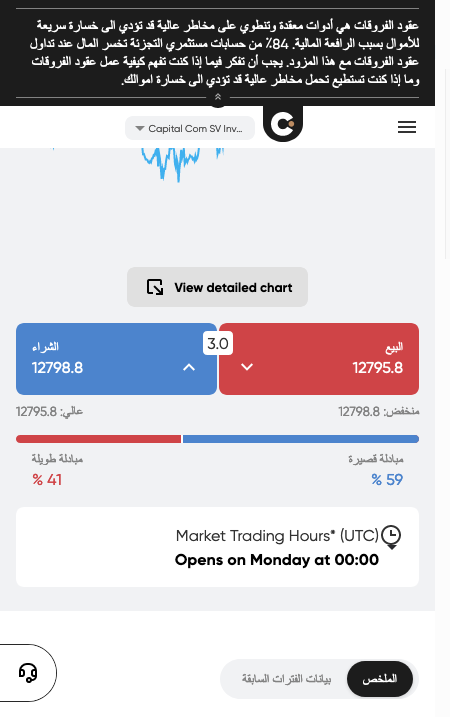 عقود الفروقات هي أدوات معقدة وتنطوي على مخاطر عالية قد تؤدي الى خسارة سريعة
للأموال بسبب الرافعة المالية. 84٪ من حسابات مستثمري التجزئة تخسر المال عند تداول
عقود الفروقات مع هذا المزود. يجب أن تفكر فيما إذا كنت تفهم كيفية عمل عقود الفروقات
وما إذا كنت تستطيع تحمل مخاطر عالية قد تؤدي الى خسارة اموالك.
Capital Com SV Inv...
View detailed chart
البيع
12795.8
3.0
الشراء
12798.8
منخفض: 12798.8
عالي: 12795.8
مبادلة قصيرة
59 %
مبادلة طويلة
41 %
Market Trading Hours* (UTC)
Opens on Monday at 00:00
الملخص
بيانات الفترات السابقة